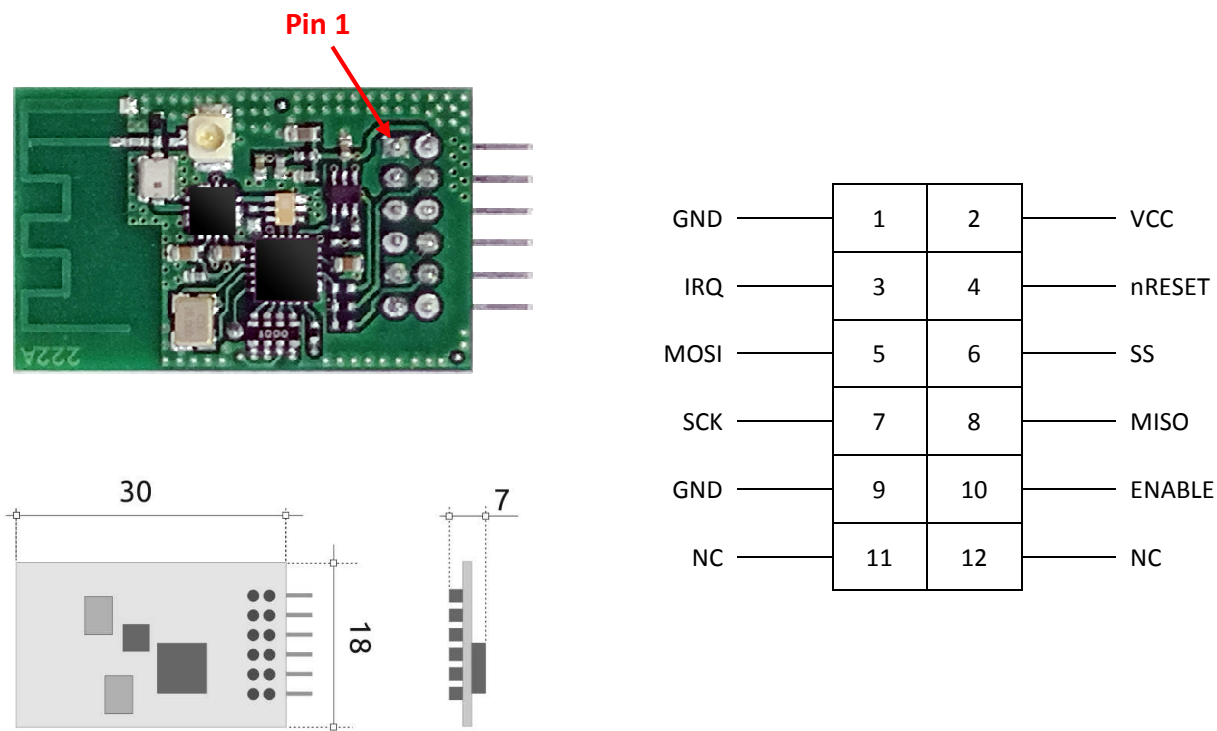 Pin 1
222A
1000
30
7
18
GND 1 2 VCC
IRQ 3 4 nRESET
MOSI 5 6 SS
SCK 7 8 MISO
GND 9 10 ENABLE
NC 11 12 NC